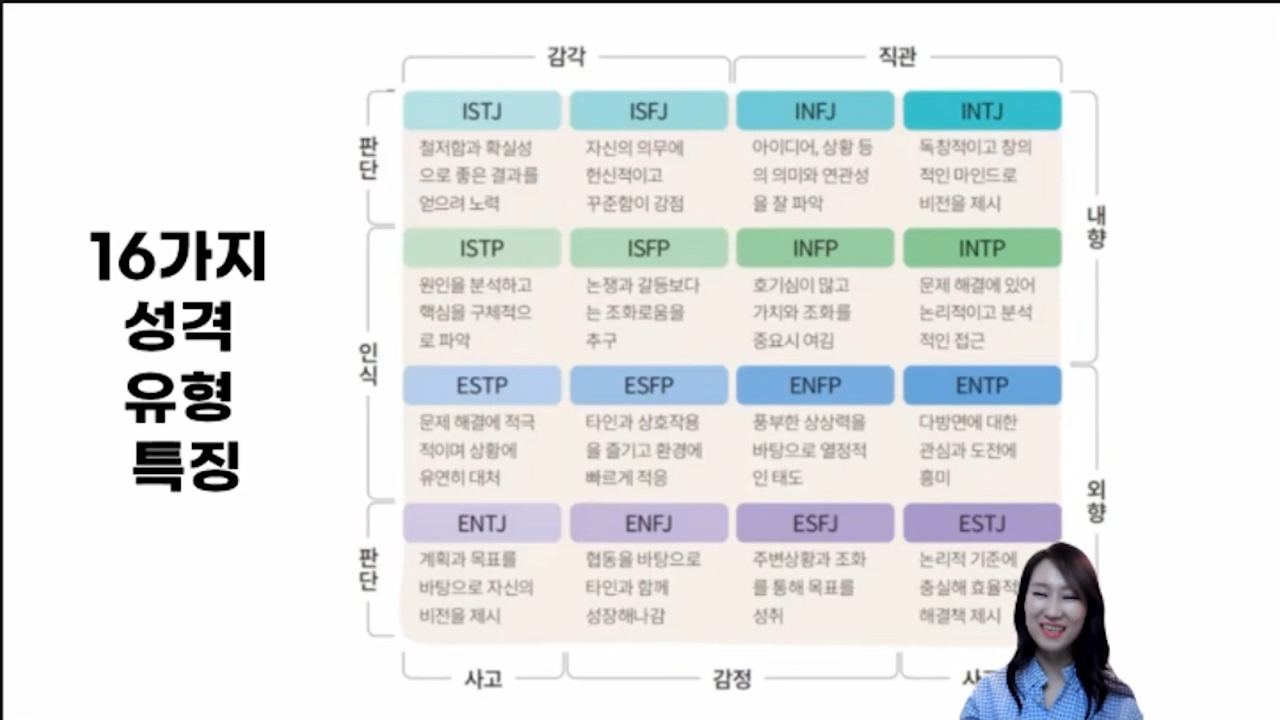 16가지
성격
유형
특징
감각
직관
판단
인식
판단
내향
외향
ISTJ
철저함과 확실성
으로 좋은 결과를
얻으려 노력
ISFJ
자신의 의무에
헌신적이고
꾸준함이 강점
INFJ
아이디어, 상황 등
의 의미와 연관성
을 잘 파악
INTJ
독창적이고 창의
적인 마인드로
비전을 제시
ISTP
원인을 분석하고
핵심을 구체적으
로 파악
ISFP
논쟁과 갈등보다
는 조화로움을
추구
INFP
호기심이 많고
가치와 조화를
중요시 여김
INTP
문제 해결에 있어
논리적이고 분석
적인 접근
ESTP
문제 해결에 적극
적이며 상황에
유연히 대처
ESFP
타인과 상호작용
을 즐기고 환경에
빠르게 적응
ENFP
풍부한 상상력을
바탕으로 열정적
인 태도
ENTP
다방면에 대한
관심과 도전에
흥미
ENTJ
계획과 목표를
바탕으로 자신의
비전을 제시
ENFJ
협동을 바탕으로
타인과 함께
성장해나감
ESFJ
주변상황과 조화
를 통해 목표를
성취
ESTJ
논리적 기준에
충실해 효율적
해결책 제시
사고
감정